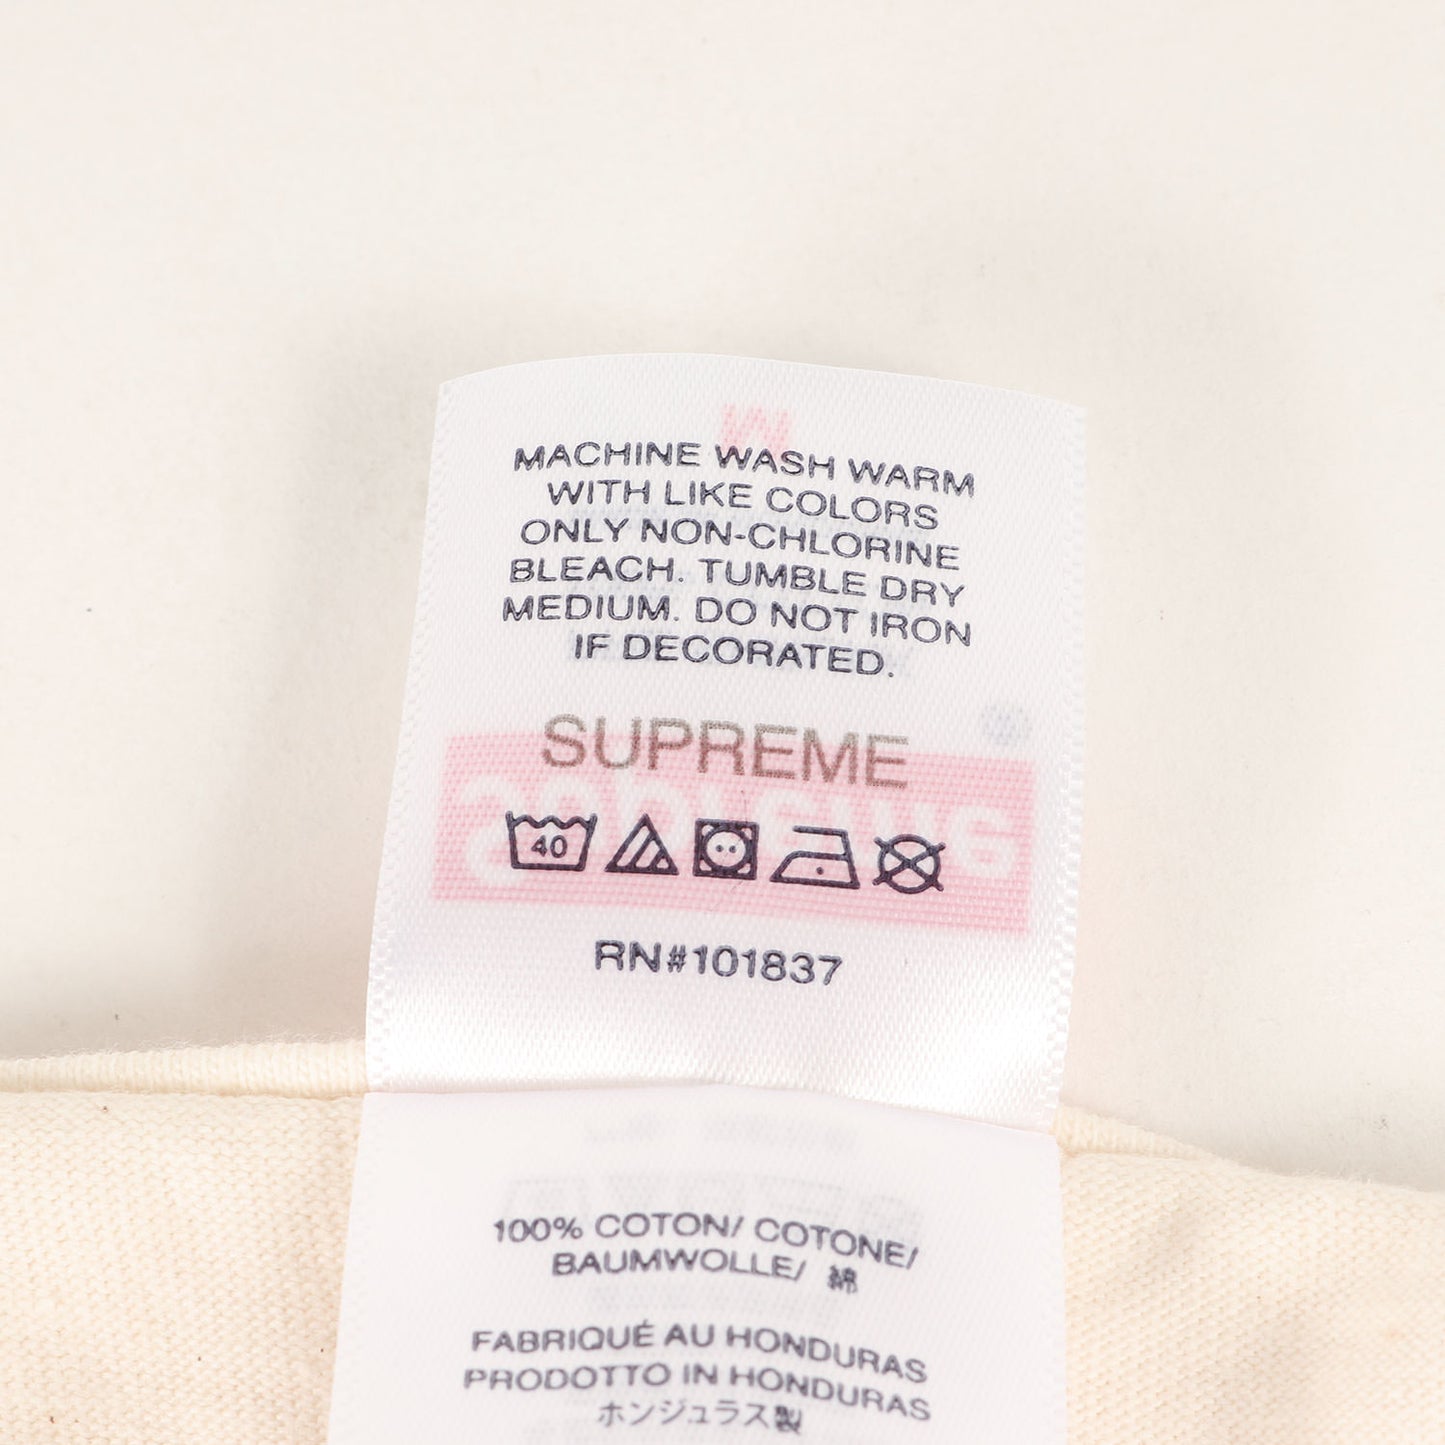 MACHINE WASH WARM
WITH LIKE COLORS
ONLY NON-CHLORINE
BLEACH. TUMBLE DRY
MEDIUM. DO NOT IRON
IF DECORATED.
SUPREME
40
RN#101837
100% COTON/ COTONE/
BAUMWOLLE/ 綿
FABRIQUÉ AU HONDURAS
PRODOTTO IN HONDURAS
ホンジュラス製